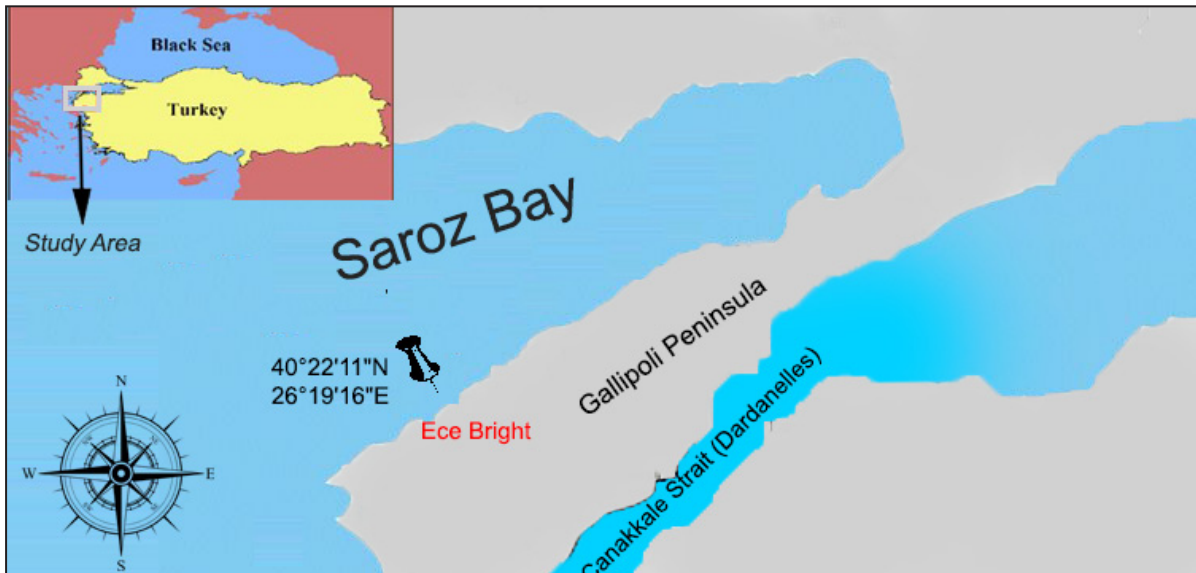 Black Sea
Turkey
Study Area
Saroz Bay
40°22'11"N
26°19'16"E
Ece Bright
Gallipoli Peninsula
Canakkale Strait (Dardanelles)
N
W
E
S